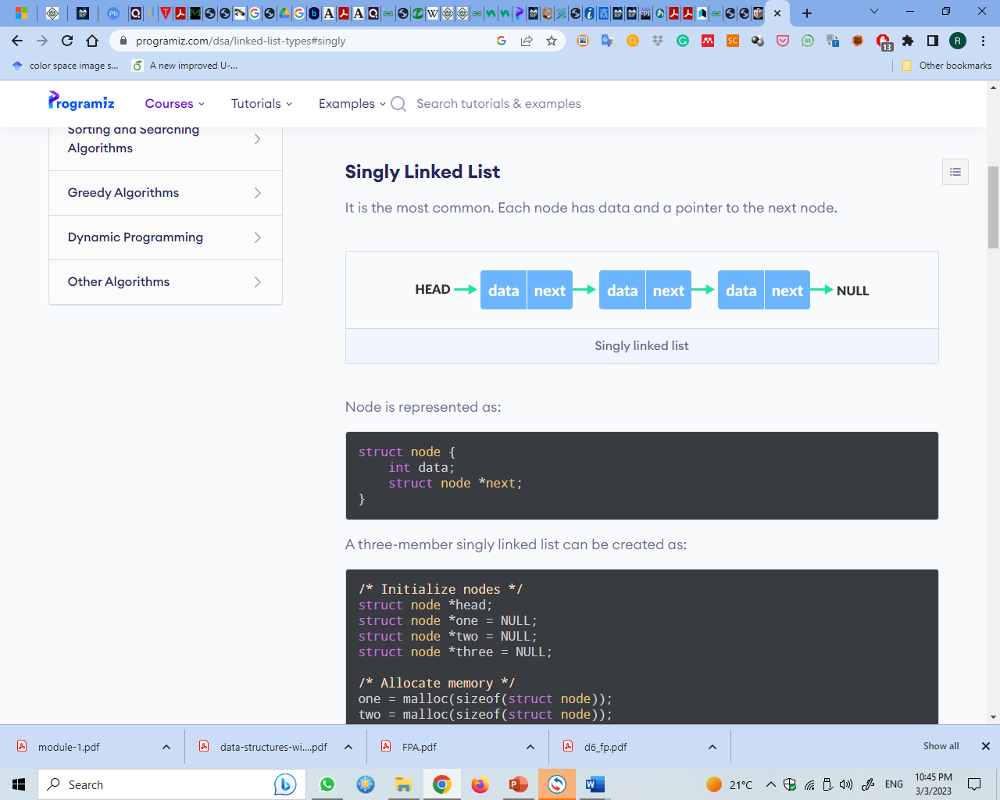 programiz.com/dsa/linked-list-types#singly
13
R
color space image s...
A new improved U-...
Other bookmarks
Programiz
Courses
Tutorials
Examples
Search tutorials & examples
Sorting and Searching
Algorithms
Greedy Algorithms
Dynamic Programming
Other Algorithms
Singly Linked List
It is the most common. Each node has data and a pointer to the next node.
HEAD data next data next data next NULL
Singly linked list
Node is represented as:
struct node {
int data;
struct node *next;
}
A three-member singly linked list can be created as:
/* Initialize nodes */
struct node *head;
struct node *one = NULL;
struct node *two = NULL;
struct node *three = NULL;
/* Allocate memory */
one = malloc(sizeof(struct node));
two = malloc(sizeof(struct node));
module-1.pdf
data-structures-wi....pdf
FPA.pdf
d6_fp.pdf
Show all
Search
21°C
ENG
10:45 PM
3/3/2023